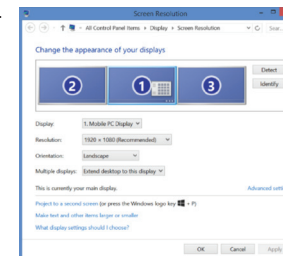 Screen Resolution
All Control Panel Items ▸ Display ▸ Screen Resolution
Change the appearance of your displays
2
1
3
Detect
Identify
Display: 1. Mobile PC Display
Resolution: 1920 × 1080 (Recommended)
Orientation: Landscape
Multiple displays: Extend desktop to this display
This is currently your main display.
Advanced setti
Project to a second screen (or press the Windows logo key + P)
Make text and other items larger or smaller
What display settings should I choose?
OK Cancel Apply